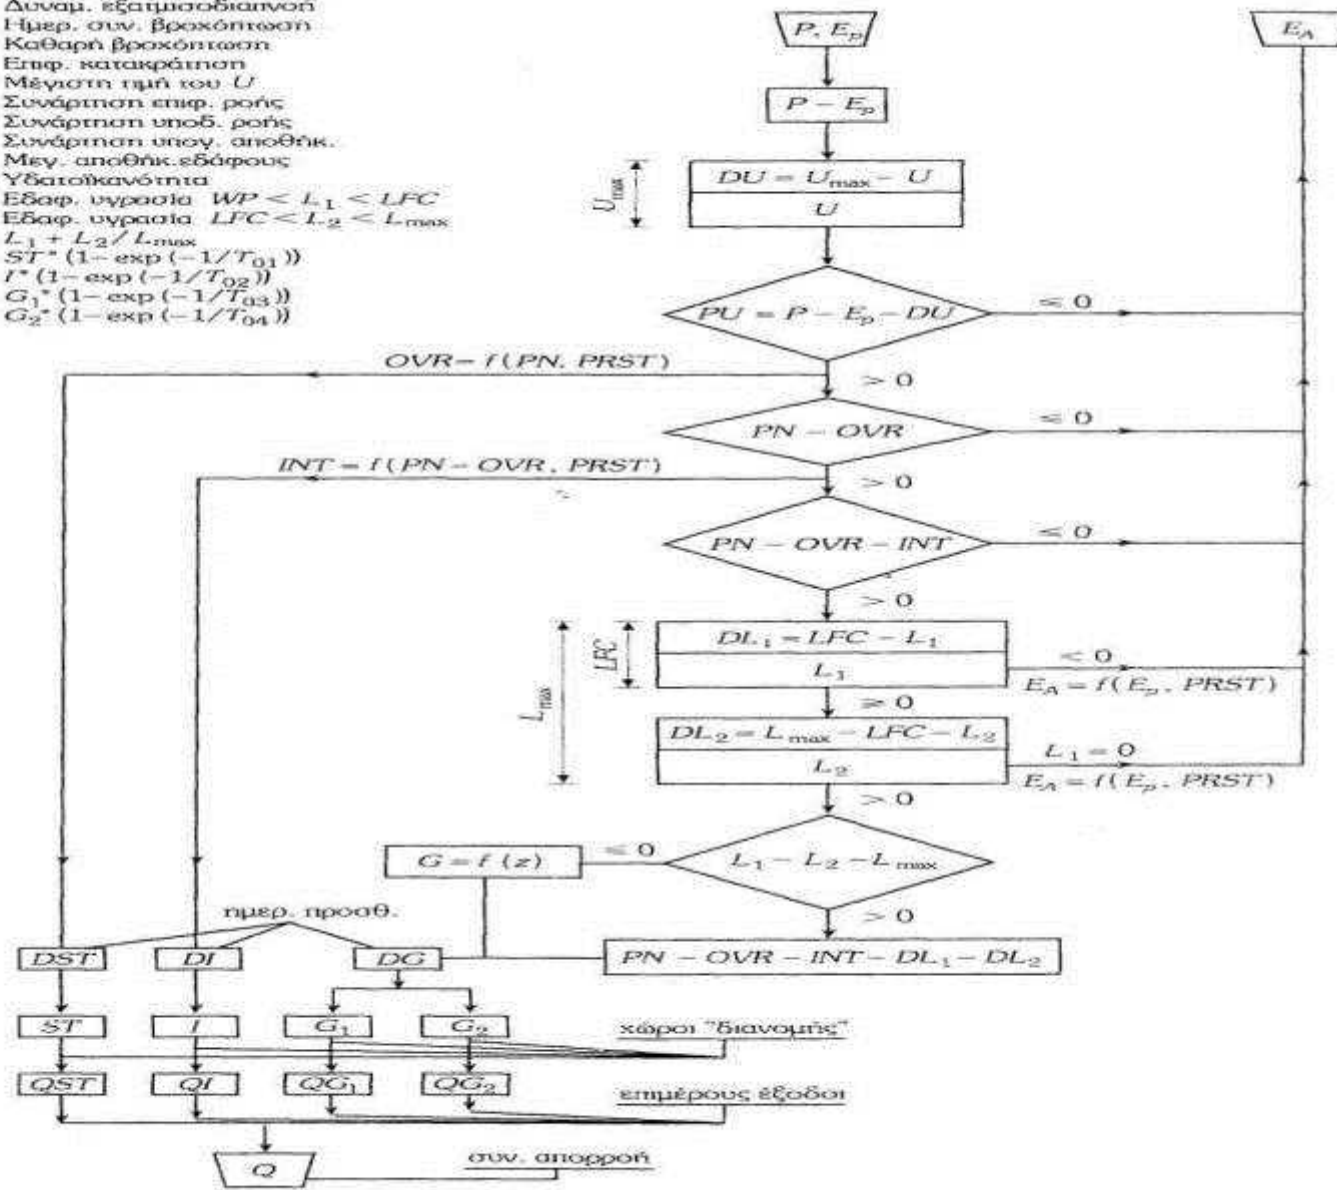 Δυναμ. εξατμισοδιαπνοή
Ημερ. συν. βροχόπτωση
Καθαρή βροχόπτωση
Επιφ. κατακράτηση
Μέγιστη τιμή του U
Συνάρτηση επιφ. ροής
Συνάρτηση υποδ. ροής
Συνάρτηση υπογ. αποθήκ.
Μεγ. αποθήκ.εδάφους
Υδατοϊκανότητα
Εδαφ. υγρασία WP < L₁ < LFC
Εδαφ. υγρασία LFC < L₂ < Lmax
L₁ + L₂ / Lmax
ST* (1 – exp (–1/T₀₁))
I* (1 – exp (–1/T₀₂))
G₁* (1 – exp (–1/T₀₃))
G₂* (1 – exp (–1/T₀₄))
P, Ep
EA
P – Ep
Umax
DU = Umax – U
U
PU = P – Ep – DU
≤ 0
OVR = f (PN, PRST)
> 0
PN – OVR
≤ 0
INT = f (PN – OVR, PRST)
> 0
PN – OVR – INT
≤ 0
> 0
Lmax
LFC
DL₁ = LFC – L₁
L₁
< 0
EA = f (Ep, PRST)
≥ 0
DL₂ = Lmax – LFC – L₂
L₂
L₁ = 0
EA = f (Ep, PRST)
> 0
G = f (z)
≤ 0
L₁ – L₂ – Lmax
> 0
ημερ. προσθ.
DST
DI
DG
PN – OVR – INT – DL₁ – DL₂
ST
I
G₁
G₂
χώροι "διανομής"
QST
QI
QG₁
QG₂
επιμέρους έξοδοι
Q
συν. απορροή